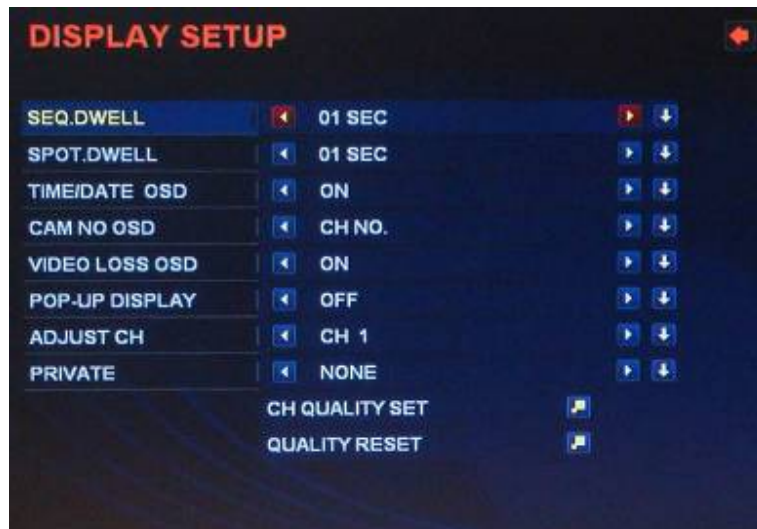 DISPLAY SETUP
SEQ.DWELL 01 SEC
SPOT.DWELL 01 SEC
TIME/DATE OSD ON
CAM NO OSD CH NO.
VIDEO LOSS OSD ON
POP-UP DISPLAY OFF
ADJUST CH CH 1
PRIVATE NONE
CH QUALITY SET
QUALITY RESET